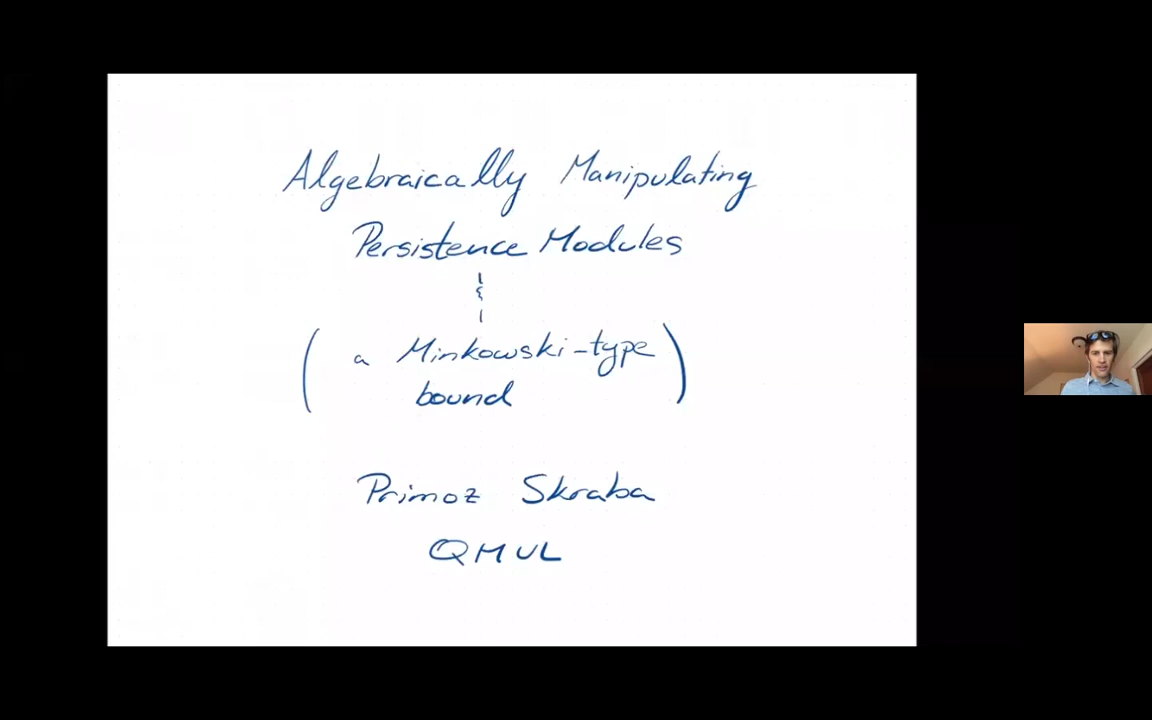 Algebraically Manipulating
Persistence Modules
( a Minkowski-type
bound )
Primoz Skraba
QMUL